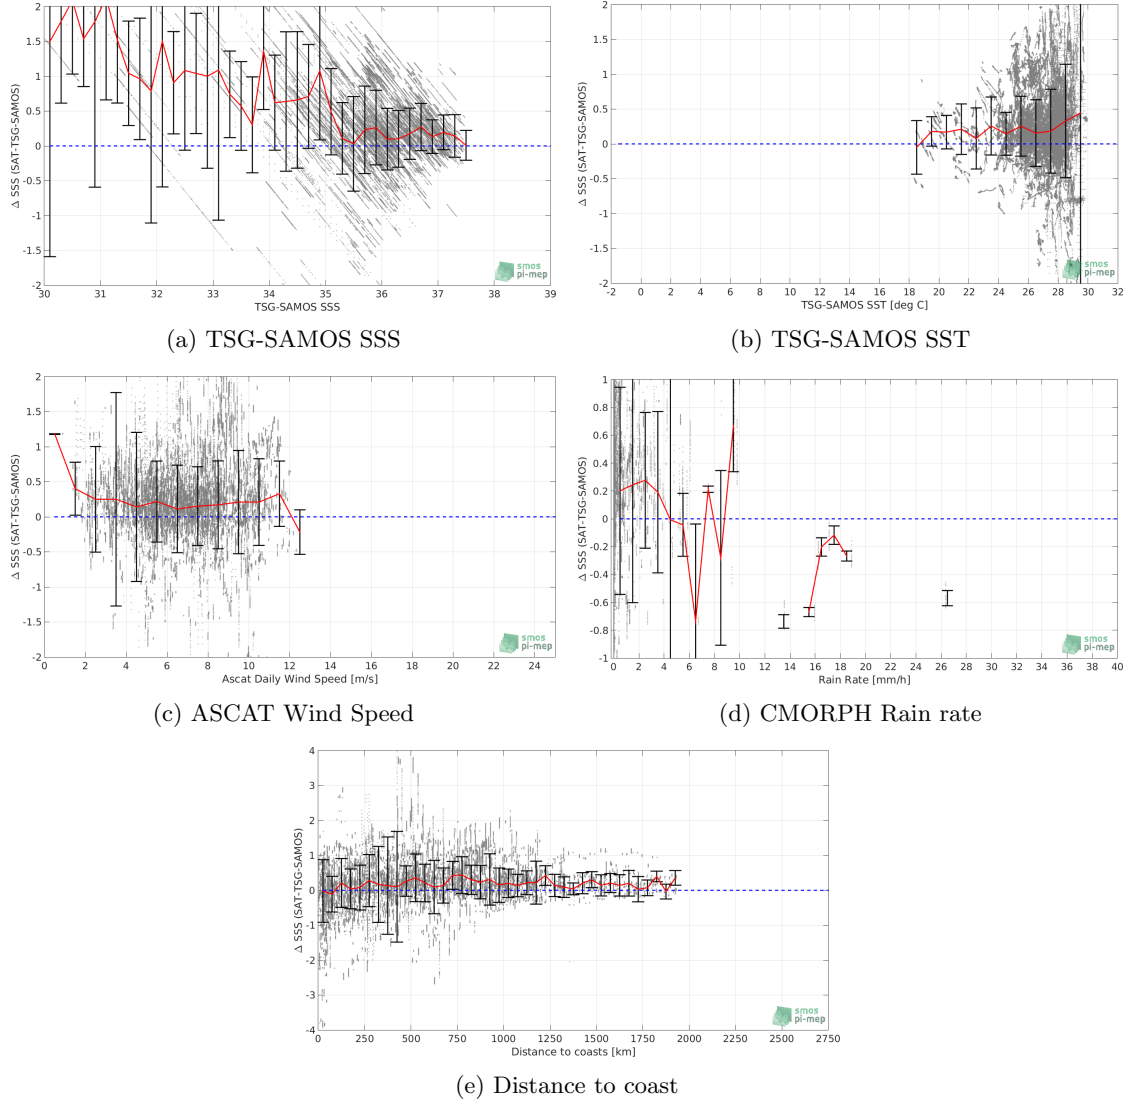 2
1.5
1
0.5
0
-0.5
-1
-1.5
-2
Δ SSS (SAT-TSG-SAMOS)
30 31 32 33 34 35 36 37 38 39
TSG-SAMOS SSS
smos
pi-mep
(a) TSG-SAMOS SSS
2
1.5
1
0.5
0
-0.5
-1
-1.5
-2
Δ SSS (SAT-TSG-SAMOS)
-2 0 2 4 6 8 10 12 14 16 18 20 22 24 26 28 30 32
TSG-SAMOS SST [deg C]
smos
pi-mep
(b) TSG-SAMOS SST
2
1.5
1
0.5
0
-0.5
-1
-1.5
-2
Δ SSS (SAT-TSG-SAMOS)
0 2 4 6 8 10 12 14 16 18 20 22 24
Ascat Daily Wind Speed [m/s]
smos
pi-mep
(c) ASCAT Wind Speed
1
0.8
0.6
0.4
0.2
0
-0.2
-0.4
-0.6
-0.8
-1
Δ SSS (SAT-TSG-SAMOS)
0 2 4 6 8 10 12 14 16 18 20 22 24 26 28 30 32 34 36 38 40
Rain Rate [mm/h]
smos
pi-mep
(d) CMORPH Rain rate
4
3
2
1
0
-1
-2
-3
-4
Δ SSS (SAT-TSG-SAMOS)
0 250 500 750 1000 1250 1500 1750 2000 2250 2500 2750
Distance to coasts [km]
smos
pi-mep
(e) Distance to coast